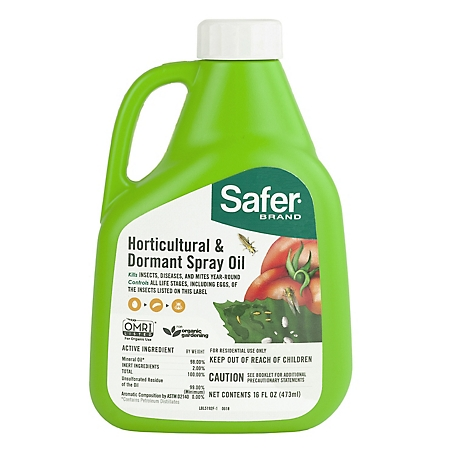 Safer®
BRAND
Horticultural &
Dormant Spray Oil
Kills INSECTS, DISEASES, AND MITES YEAR-ROUND
Controls ALL LIFE STAGES, INCLUDING EGGS, OF
THE INSECTS LISTED ON THIS LABEL
OMRI
LISTED
For Organic Use
FOR organic
gardening
ACTIVE INGREDIENT BY WEIGHT
Mineral Oil* 98.00%
INERT INGREDIENTS 2.00%
TOTAL 100.00%
Unsulfonated Residue 99.00%
of the Oil (Minimum)
Aromatic Composition by ASTM D2140 0.00%
*Contains Petroleum Distillates
FOR RESIDENTIAL USE ONLY
KEEP OUT OF REACH OF CHILDREN
CAUTION SEE BOOKLET FOR ADDITIONAL
PRECAUTIONARY STATEMENTS
NET CONTENTS 16 FL OZ (473ml)